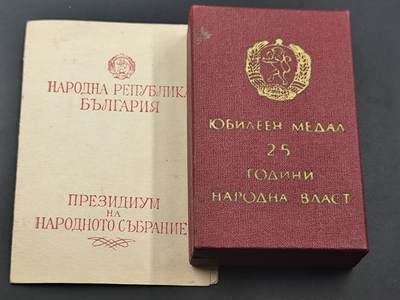 НАРОДНА РЕПУБЛИКА
БЪЛГАРИЯ
ПРЕЗИДИУМ
НА
НАРОДНОТО СЪБРАНИЕ
ЮБИЛЕЕН МЕДАЛ
25
ГОДИНИ
НАРОДНА ВЛАСТ